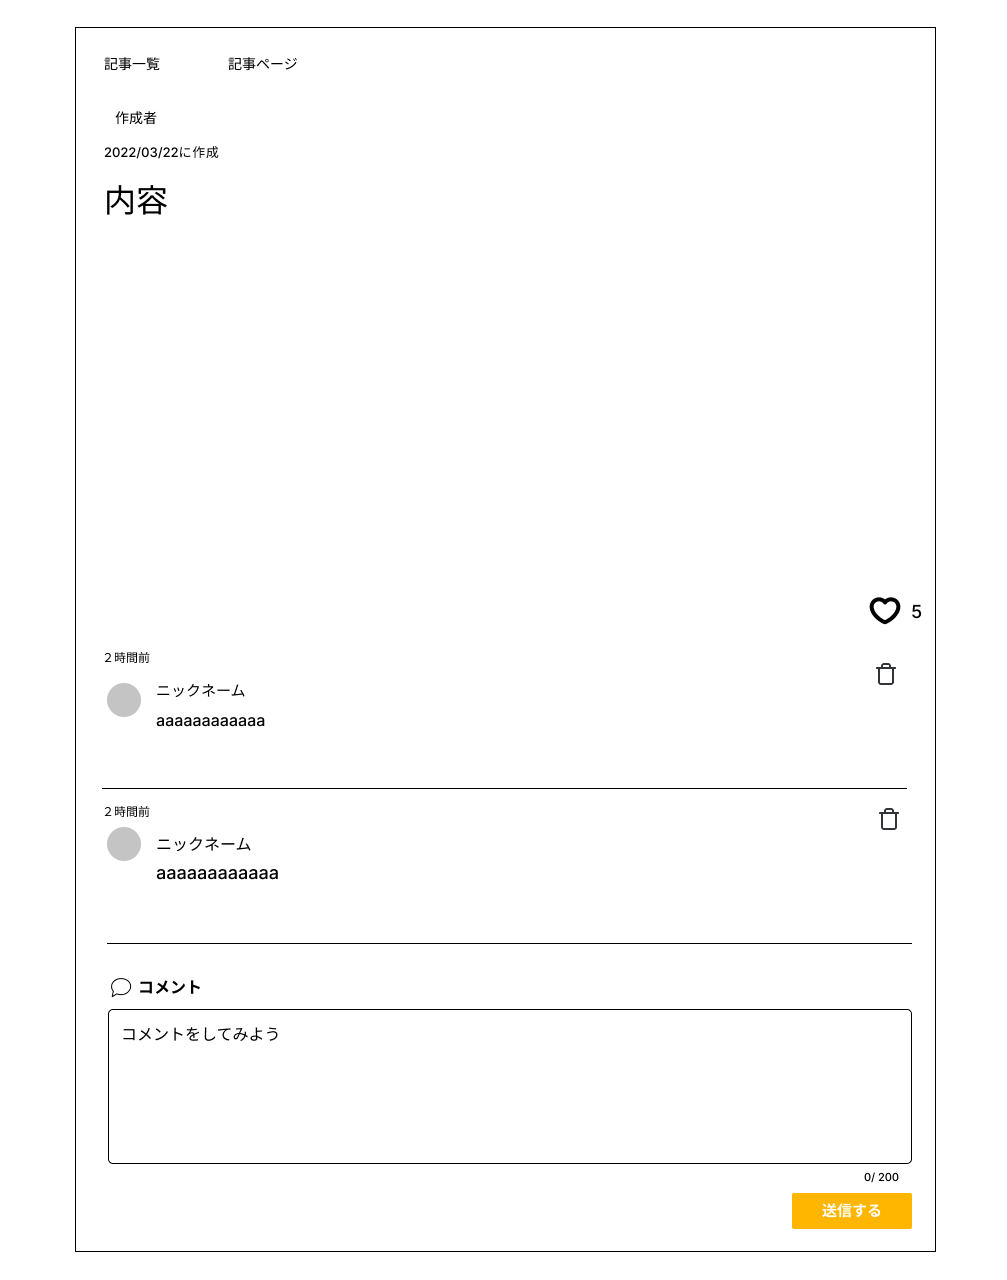 記事一覧 記事ページ
作成者
2022/03/22に作成
内容
5
２時間前
ニックネーム
aaaaaaaaaaaa
２時間前
ニックネーム
aaaaaaaaaaaa
コメント
コメントをしてみよう
0/ 200
送信する